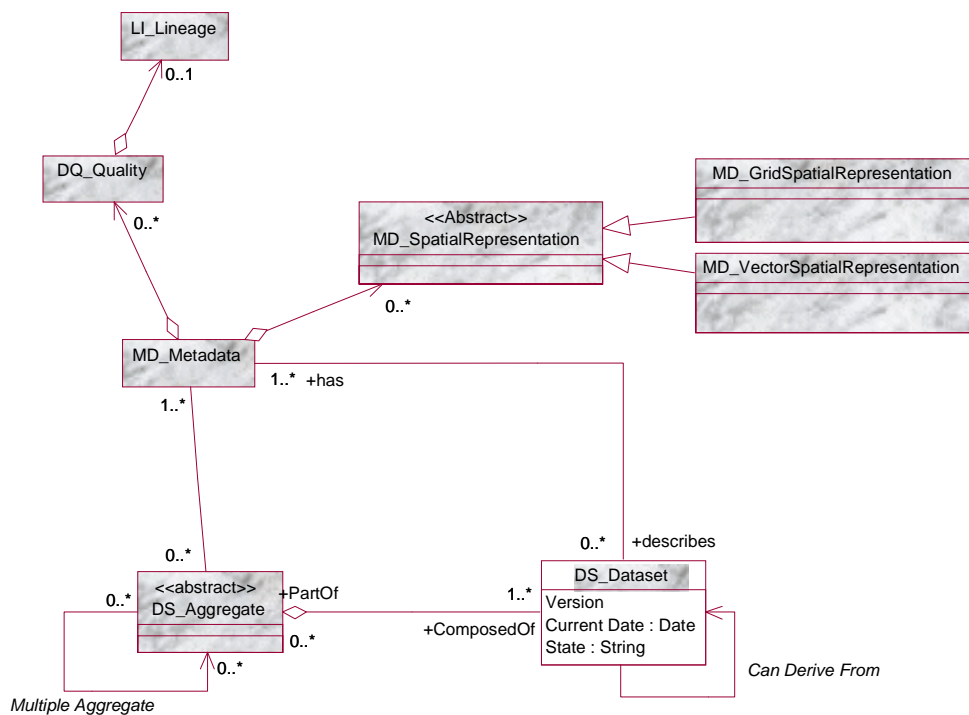 LI_Lineage
0..1
DQ_Quality
0..*
<<Abstract>>
MD_SpatialRepresentation
0..*
MD_GridSpatialRepresentation
MD_VectorSpatialRepresentation
MD_Metadata
1..*
+has
1..*
0..*
0..*
+describes
<<abstract>>
DS_Aggregate
0..*
+PartOf
0..*
0..*
Multiple Aggregate
1..*
+ComposedOf
DS_Dataset
Version
Current Date : Date
State : String
Can Derive From